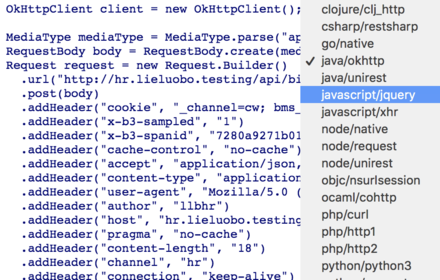 OkHttpClient client = new OkHttpClient();
MediaType mediaType = MediaType.parse("ap
RequestBody body = RequestBody.create(med
Request request = new Request.Builder()
.url("http://hr.lieluobo.testing/api/bi
.post(body)
.addHeader("cookie", "_channel=cw; bms_
.addHeader("x-b3-sampled", "1")
.addHeader("x-b3-spanid", "7280a9271b01
.addHeader("cache-control", "no-cache")
.addHeader("accept", "application/json,
.addHeader("content-type", "application
.addHeader("user-agent", "Mozilla/5.0 (
.addHeader("author", "llbhr")
.addHeader("host", "hr.lieluobo.testing
.addHeader("pragma", "no-cache")
.addHeader("content-length", "18")
.addHeader("channel", "hr")
.addHeader("connection", "keep-alive")
clojure/clj_http
csharp/restsharp
go/native
✓ java/okhttp
java/unirest
javascript/jquery
javascript/xhr
node/native
node/request
node/unirest
objc/nsurlsession
ocaml/cohttp
php/curl
php/http1
php/http2
python/python3